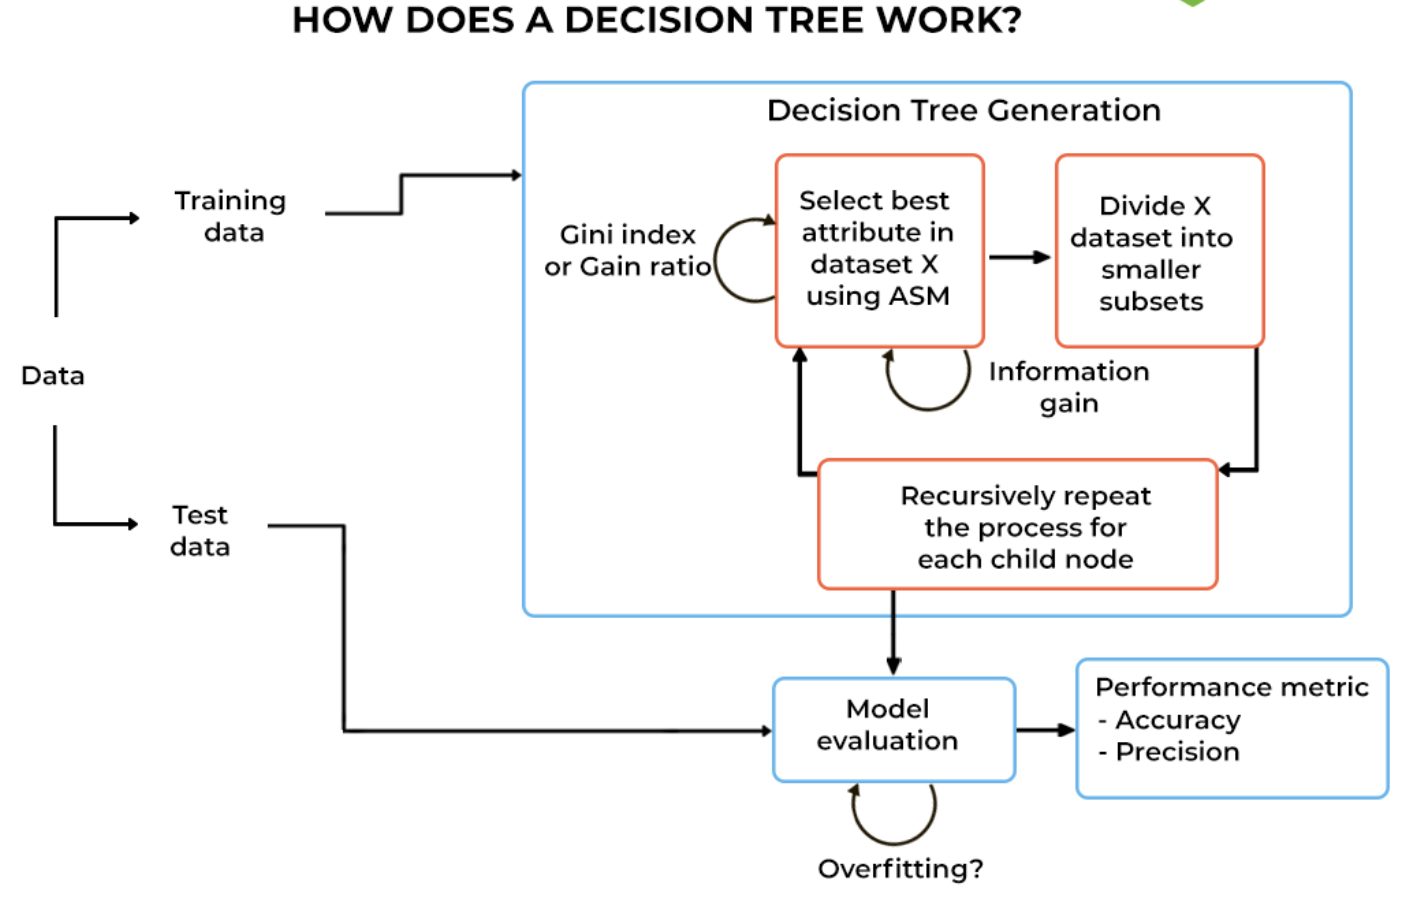 HOW DOES A DECISION TREE WORK?
Decision Tree Generation
Training
data
Gini index
or Gain ratio
Select best
attribute in
dataset X
using ASM
Divide X
dataset into
smaller
subsets
Data
Information
gain
Recursively repeat
the process for
each child node
Test
data
Model
evaluation
Performance metric
- Accuracy
- Precision
Overfitting?